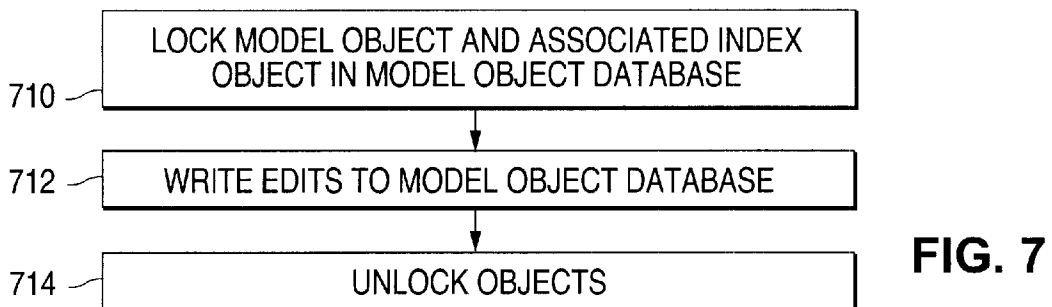 LOCK MODEL OBJECT AND ASSOCIATED INDEX
OBJECT IN MODEL OBJECT DATABASE
710
712
WRITE EDITS TO MODEL OBJECT DATABASE
714
UNLOCK OBJECTS
FIG. 7